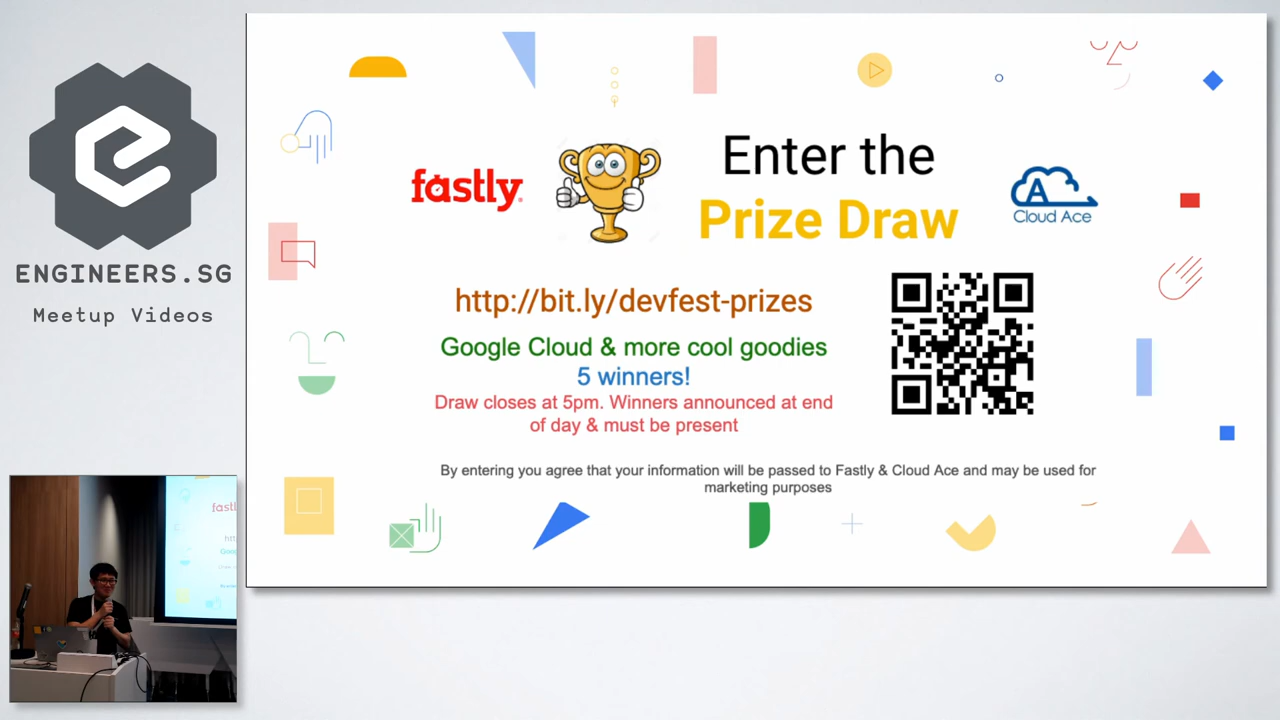 ENGINEERS.SG
Meetup Videos
fastly
Enter the
Prize Draw
A
Cloud Ace
http://bit.ly/devfest-prizes
Google Cloud & more cool goodies
5 winners!
Draw closes at 5pm. Winners announced at end
of day & must be present
By entering you agree that your information will be passed to Fastly & Cloud Ace and may be used for
marketing purposes